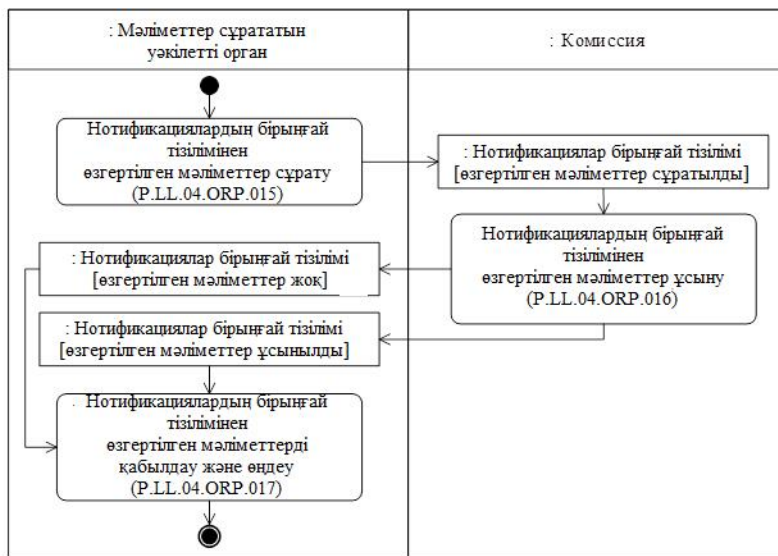 : Мәліметтер сұрататын
уәкілетті орган
: Комиссия
Нотификациялардың бірыңғай
тізілімінен
өзгертілген мәліметтер сұрату
(P.LL.04.ORP.015)
: Нотификациялар бірыңғай тізілімі
[өзгертілген мәліметтер сұратылды]
Нотификациялардың бірыңғай
тізілімінен
өзгертілген мәліметтер ұсыну
(P.LL.04.ORP.016)
: Нотификациялар бірыңғай тізілімі
[өзгертілген мәліметтер жоқ]
: Нотификациялар бірыңғай тізілімі
[өзгертілген мәліметтер ұсынылды]
Нотификациялардың бірыңғай
тізілімінен
өзгертілген мәліметтерді
қабылдау және өңдеу
(P.LL.04.ORP.017)